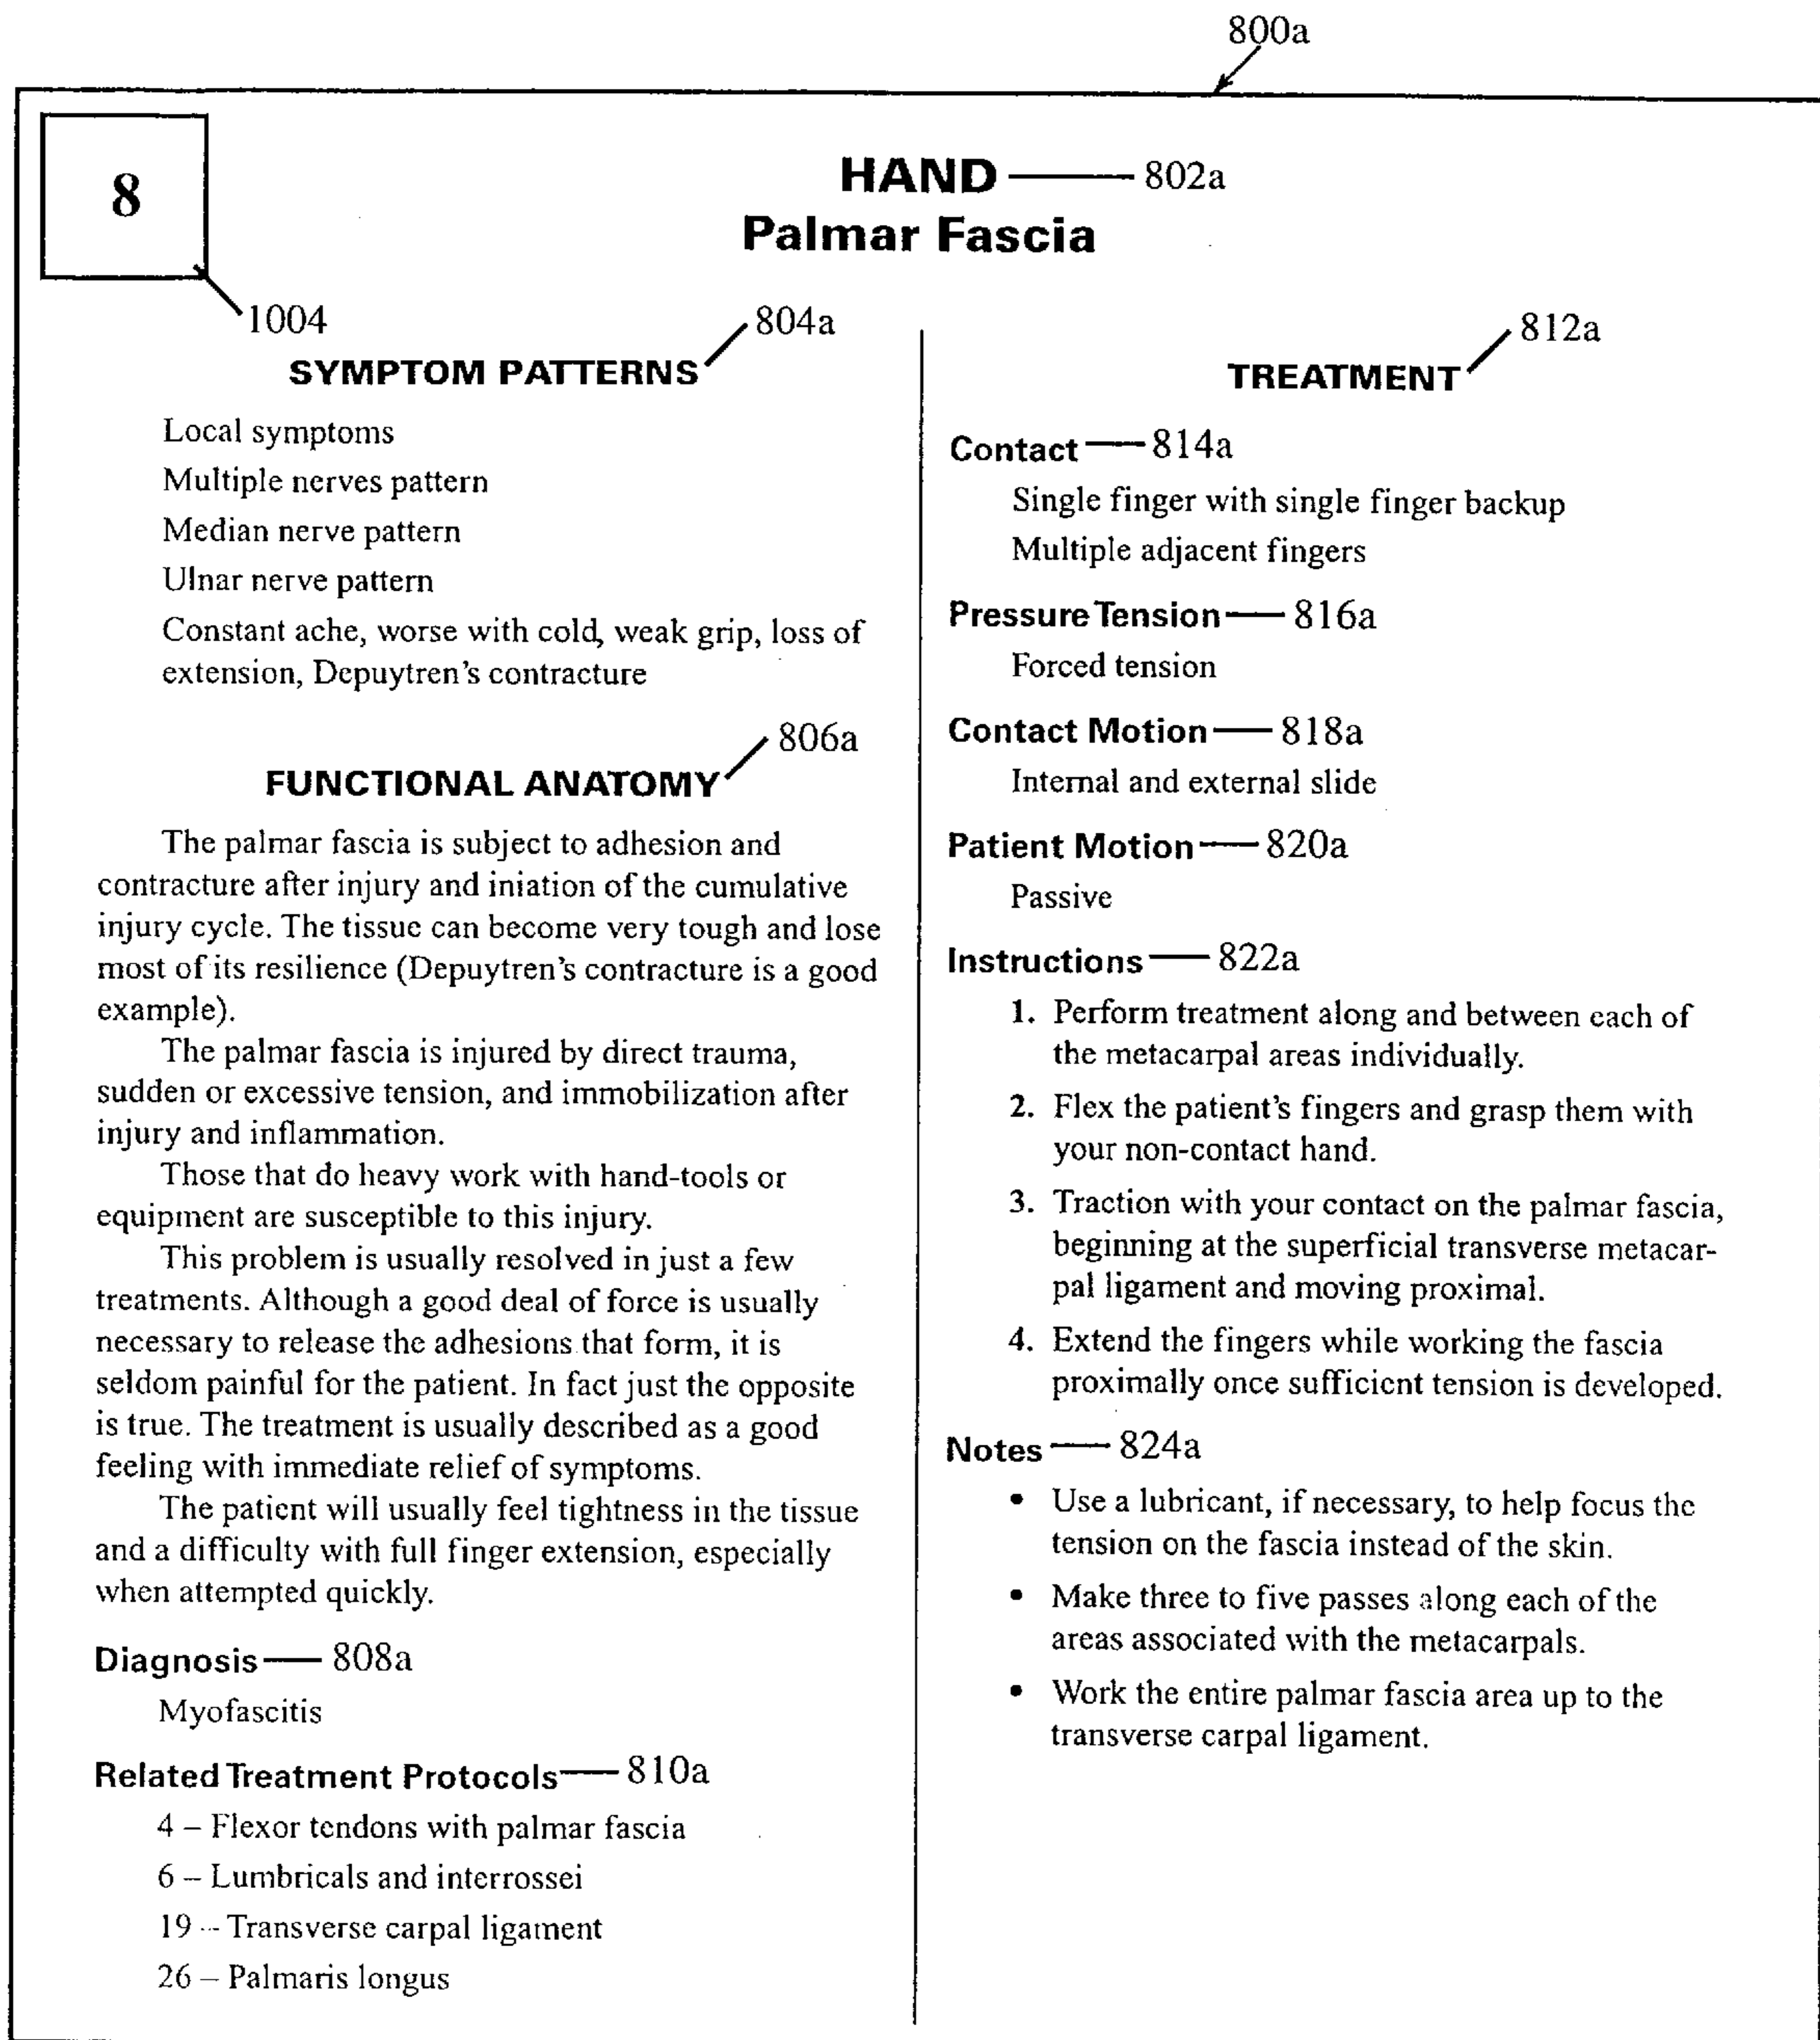 800a
8
HAND 802a
Palmar Fascia
1004
804a
SYMPTOM PATTERNS
Local symptoms
Multiple nerves pattern
Median nerve pattern
Ulnar nerve pattern
Constant ache, worse with cold, weak grip, loss of
extension, Depuytren's contracture
806a
FUNCTIONAL ANATOMY
The palmar fascia is subject to adhesion and
contracture after injury and iniation of the cumulative
injury cycle. The tissue can become very tough and lose
most of its resilience (Depuytren's contracture is a good
example).
The palmar fascia is injured by direct trauma,
sudden or excessive tension, and immobilization after
injury and inflammation.
Those that do heavy work with hand-tools or
equipment are susceptible to this injury.
This problem is usually resolved in just a few
treatments. Although a good deal of force is usually
necessary to release the adhesions that form, it is
seldom painful for the patient. In fact just the opposite
is true. The treatment is usually described as a good
feeling with immediate relief of symptoms.
The patient will usually feel tightness in the tissue
and a difficulty with full finger extension, especially
when attempted quickly.
Diagnosis 808a
Myofascitis
Related Treatment Protocols 810a
4 – Flexor tendons with palmar fascia
6 – Lumbricals and interrossei
19 – Transverse carpal ligament
26 – Palmaris longus
812a
TREATMENT
Contact 814a
Single finger with single finger backup
Multiple adjacent fingers
Pressure Tension 816a
Forced tension
Contact Motion 818a
Internal and external slide
Patient Motion 820a
Passive
Instructions 822a
1. Perform treatment along and between each of
the metacarpal areas individually.
2. Flex the patient's fingers and grasp them with
your non-contact hand.
3. Traction with your contact on the palmar fascia,
beginning at the superficial transverse metacar-
pal ligament and moving proximal.
4. Extend the fingers while working the fascia
proximally once sufficient tension is developed.
Notes 824a
• Use a lubricant, if necessary, to help focus the
tension on the fascia instead of the skin.
• Make three to five passes along each of the
areas associated with the metacarpals.
• Work the entire palmar fascia area up to the
transverse carpal ligament.